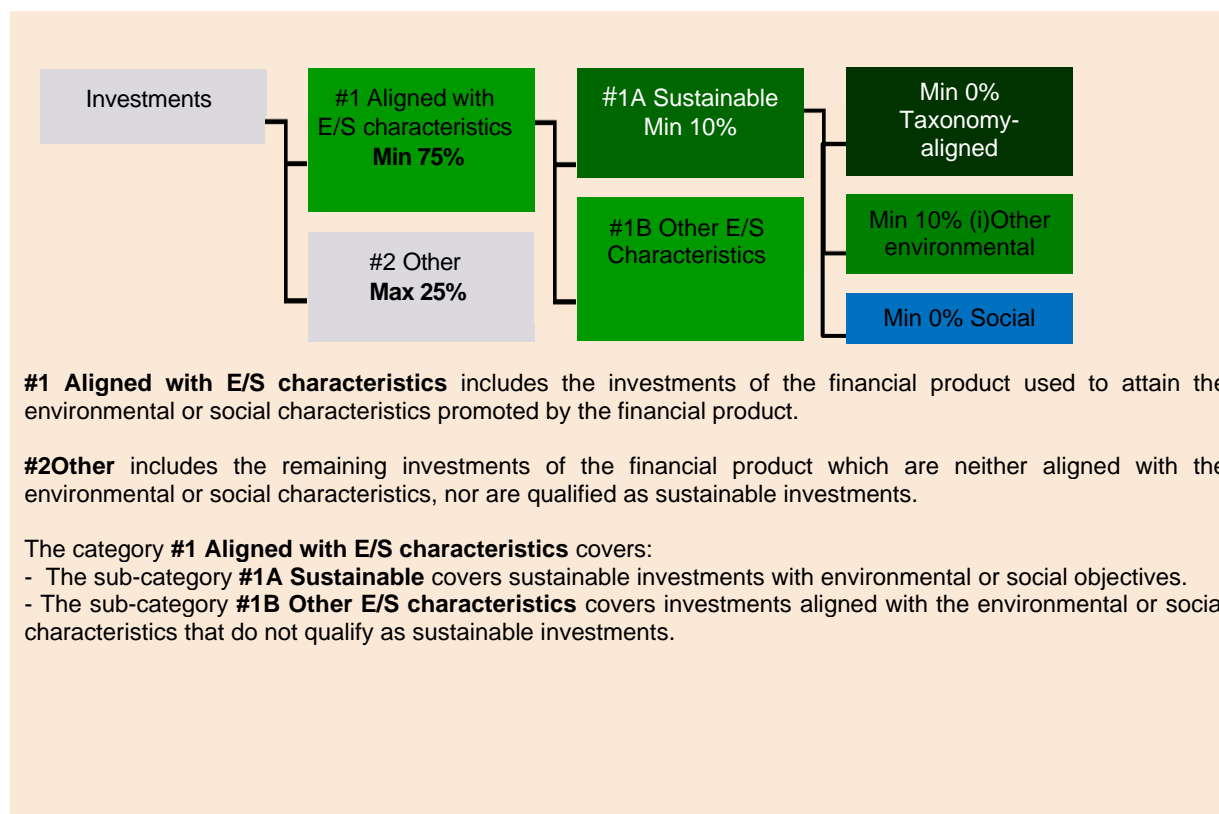 Investments
#1 Aligned with
E/S characteristics
Min 75%
#2 Other
Max 25%
#1A Sustainable
Min 10%
#1B Other E/S
Characteristics
Min 0%
Taxonomy-
aligned
Min 10% (i)Other
environmental
Min 0% Social
#1 Aligned with E/S characteristics includes the investments of the financial product used to attain the
environmental or social characteristics promoted by the financial product.
#2Other includes the remaining investments of the financial product which are neither aligned with the
environmental or social characteristics, nor are qualified as sustainable investments.
The category #1 Aligned with E/S characteristics covers:
- The sub-category #1A Sustainable covers sustainable investments with environmental or social objectives.
- The sub-category #1B Other E/S characteristics covers investments aligned with the environmental or social
characteristics that do not qualify as sustainable investments.